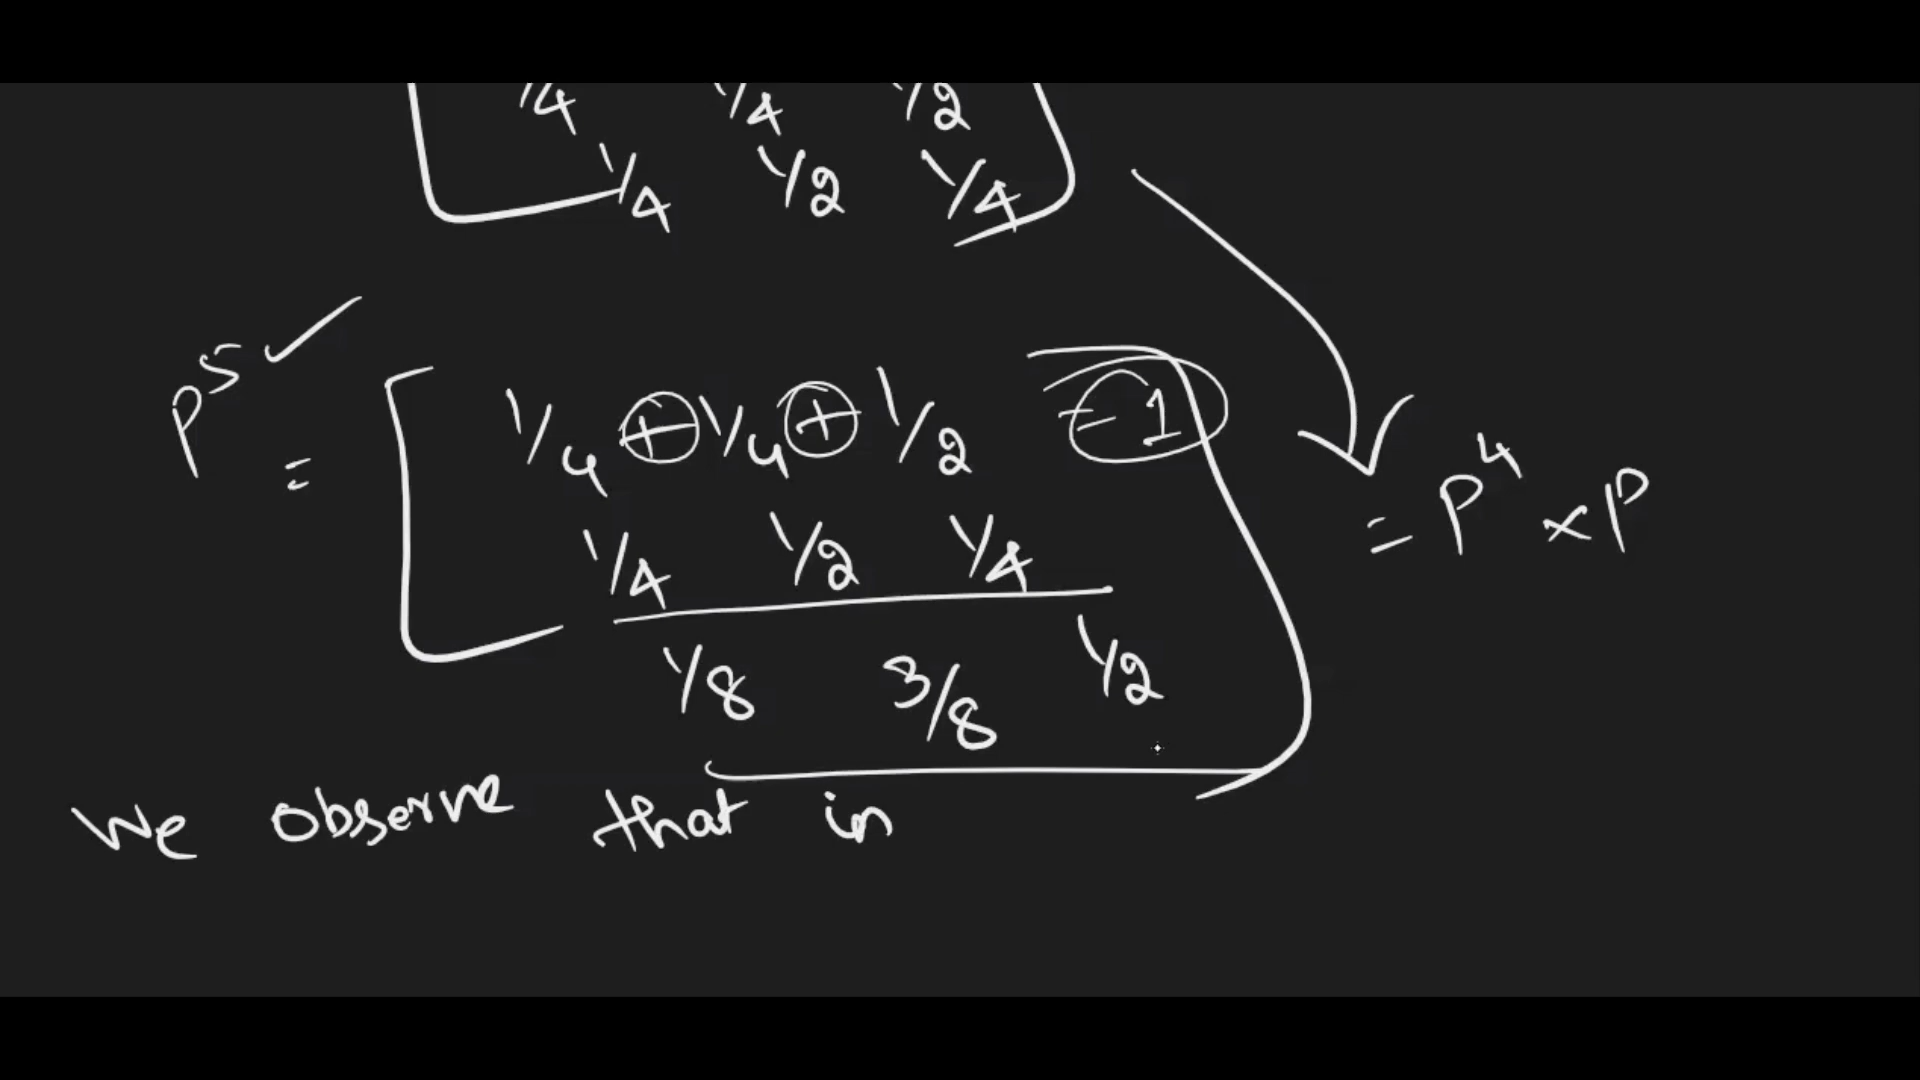 1/4 1/4 1/2
1/4 1/2 1/4
P⁵ ✓ = [ 1/4 ⊕ 1/4 ⊕ 1/2 = 1
1/4 1/2 1/4
1/8 3/8 1/2 ]
= P⁴ × P
We observe that in